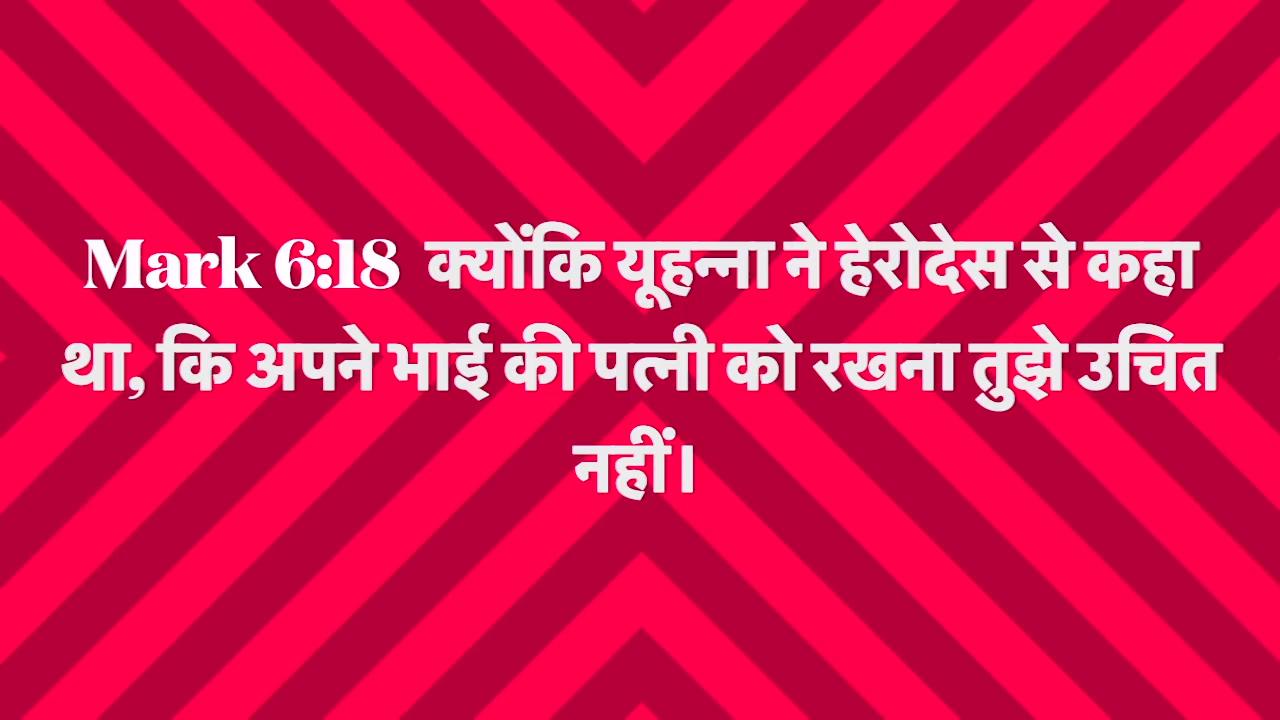 Mark 6:18 क्योंकि यूहन्ना ने हेरोदेस से कहा
था, कि अपने भाई की पत्नी को रखना तुझे उचित
नहीं।